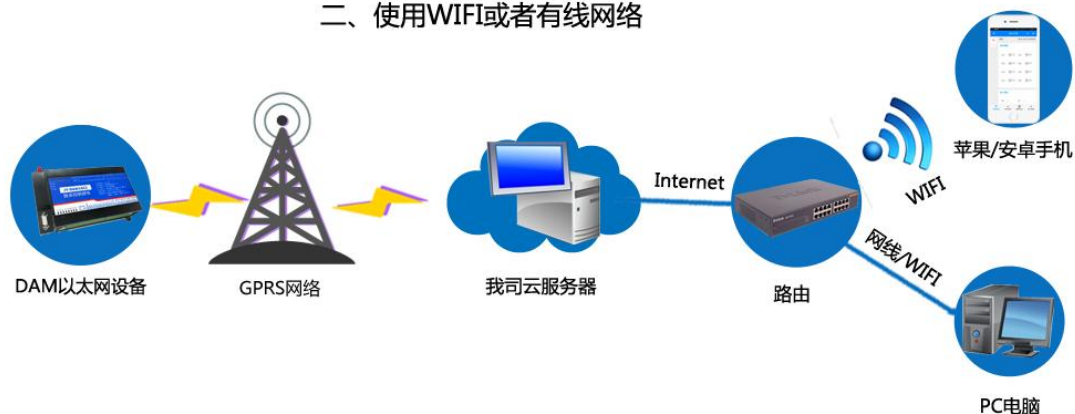 二、使用WIFI或者有线网络
苹果/安卓手机
Internet
WIFI
网线/WIFI
DAM以太网设备
GPRS网络
我司云服务器
路由
PC电脑